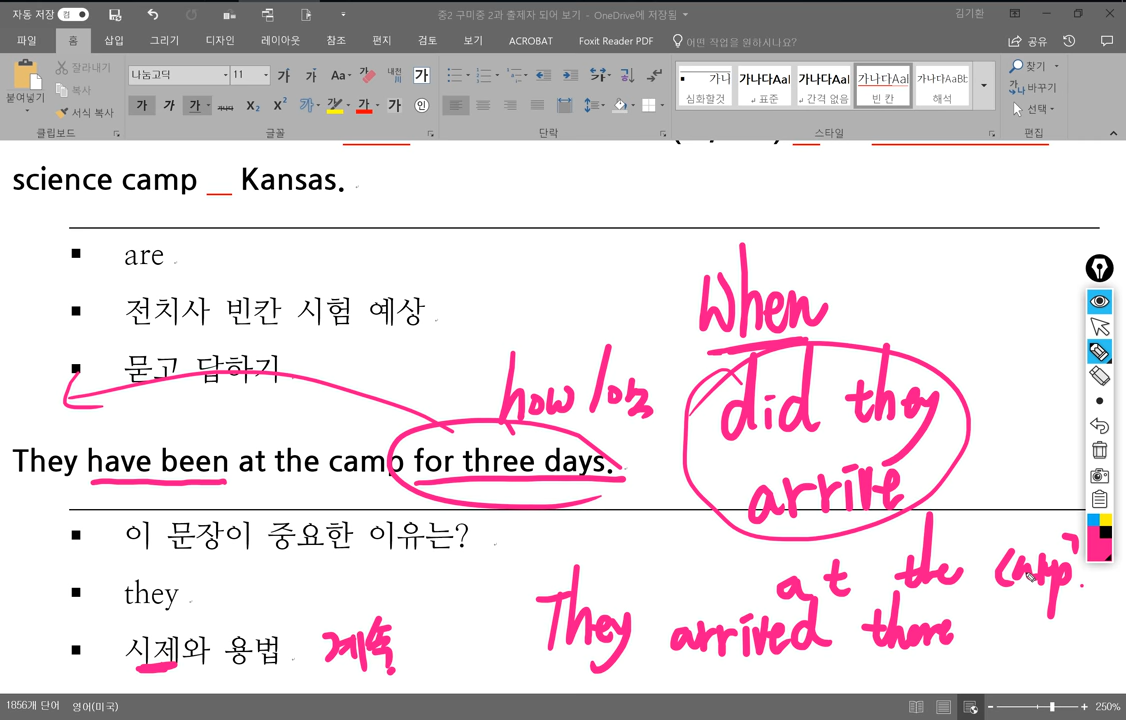 자동 저장 컴 중2 구미중 2과 출제자 되어 보기 - OneDrive에 저장됨 김기환
파일 홈 삽입 그리기 디자인 레이아웃 참조 편지 검토 보기 ACROBAT Foxit Reader PDF 어떤 작업을 원하시나요? 공유
붙여넣기 잘라내기 복사 서식 복사
나눔고딕 11
가나 심화할것 가나다AaI 표준 가나다AaI 간격 없음 가나다AaI 빈 칸 가나다AaBb 해석
찾기 바꾸기 선택
클립보드 글꼴 단락 스타일 편집
science camp __ Kansas.
are
전치사 빈칸 시험 예상
묻고 답하기
when
did they
arrive
at the camp?
how long
They have been at the camp for three days.
이 문장이 중요한 이유는?
they
They arrived there
시제와 용법 계속
1856개 단어 영어(미국) 250%